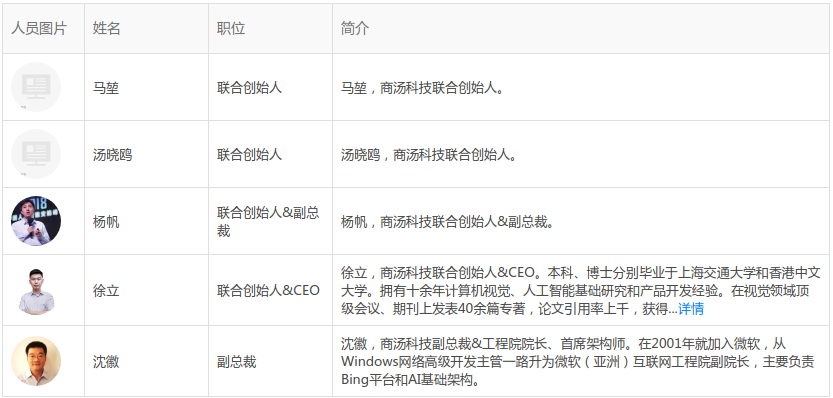 人员图片 姓名 职位 简介
马堃 联合创始人 马堃，商汤科技联合创始人。
汤晓鸥 联合创始人 汤晓鸥，商汤科技联合创始人。
杨帆 联合创始人&副总裁 杨帆，商汤科技联合创始人&副总裁。
徐立 联合创始人&CEO 徐立，商汤科技联合创始人&CEO。本科、博士分别毕业于上海交通大学和香港中文
大学。拥有十余年计算机视觉、人工智能基础研究和产品开发经验。在视觉领域顶
级会议、期刊上发表40余篇专著，论文引用率上千，获得...详情
沈徽 副总裁 沈徽，商汤科技副总裁&工程院院长、首席架构师。在2001年就加入微软，从
Windows网络高级开发主管一路升为微软（亚洲）互联网工程院副院长，主要负责
Bing平台和AI基础架构。